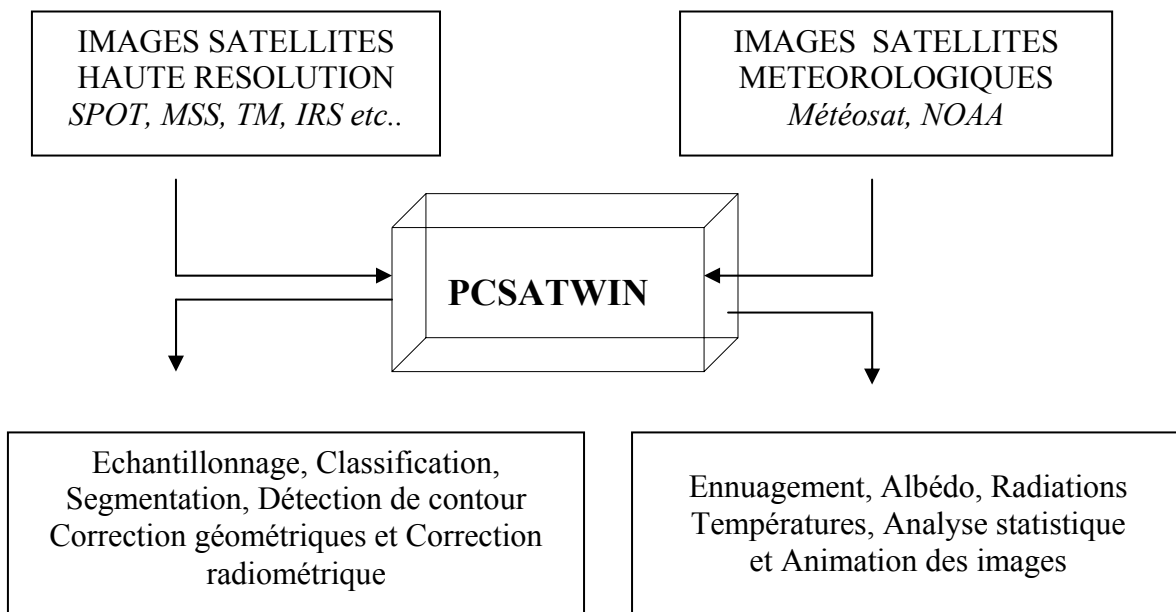 IMAGES SATELLITES
HAUTE RESOLUTION
SPOT, MSS, TM, IRS etc..
IMAGES SATELLITES
METEOROLOGIQUES
Météosat, NOAA
PCSATWIN
Echantillonnage, Classification,
Segmentation, Détection de contour
Correction géométriques et Correction
radiométrique
Ennuagement, Albédo, Radiations
Températures, Analyse statistique
et Animation des images